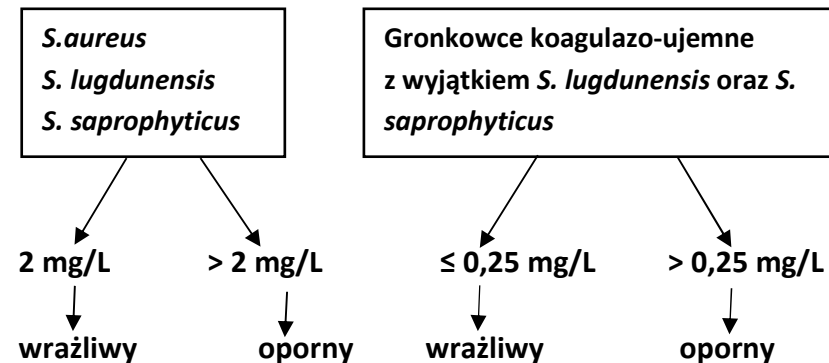 S.aureus
S. lugdunensis
S. saprophyticus
Gronkowce koagulazo-ujemne
z wyjątkiem S. lugdunensis oraz S.
saprophyticus
2 mg/L
> 2 mg/L
≤ 0,25 mg/L
> 0,25 mg/L
wrażliwy
oporny
wrażliwy
oporny